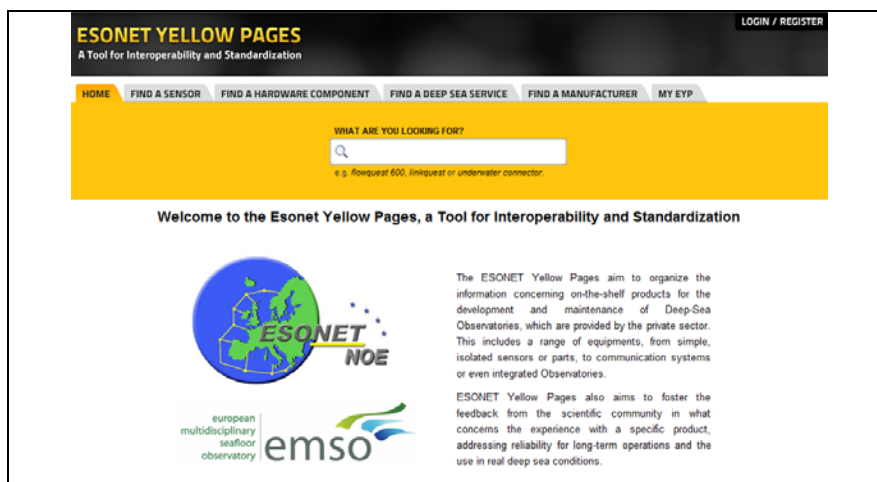 LOGIN / REGISTER
ESONET YELLOW PAGES
A Tool for Interoperability and Standardization
HOME FIND A SENSOR FIND A HARDWARE COMPONENT FIND A DEEP SEA SERVICE FIND A MANUFACTURER MY EYP
WHAT ARE YOU LOOKING FOR?
e.g. flowquest 600, linkquest or underwater connector.
Welcome to the Esonet Yellow Pages, a Tool for Interoperability and Standardization
ESONET
NOE
european
multidisciplinary
seafloor
observatory
emso
The ESONET Yellow Pages aim to organize the
information concerning on-the-shelf products for the
development and maintenance of Deep-Sea
Observatories, which are provided by the private sector.
This includes a range of equipments, from simple,
isolated sensors or parts, to communication systems
or even integrated Observatories.
ESONET Yellow Pages also aims to foster the
feedback from the scientific community in what
concerns the experience with a specific product,
addressing reliability for long-term operations and the
use in real deep sea conditions.